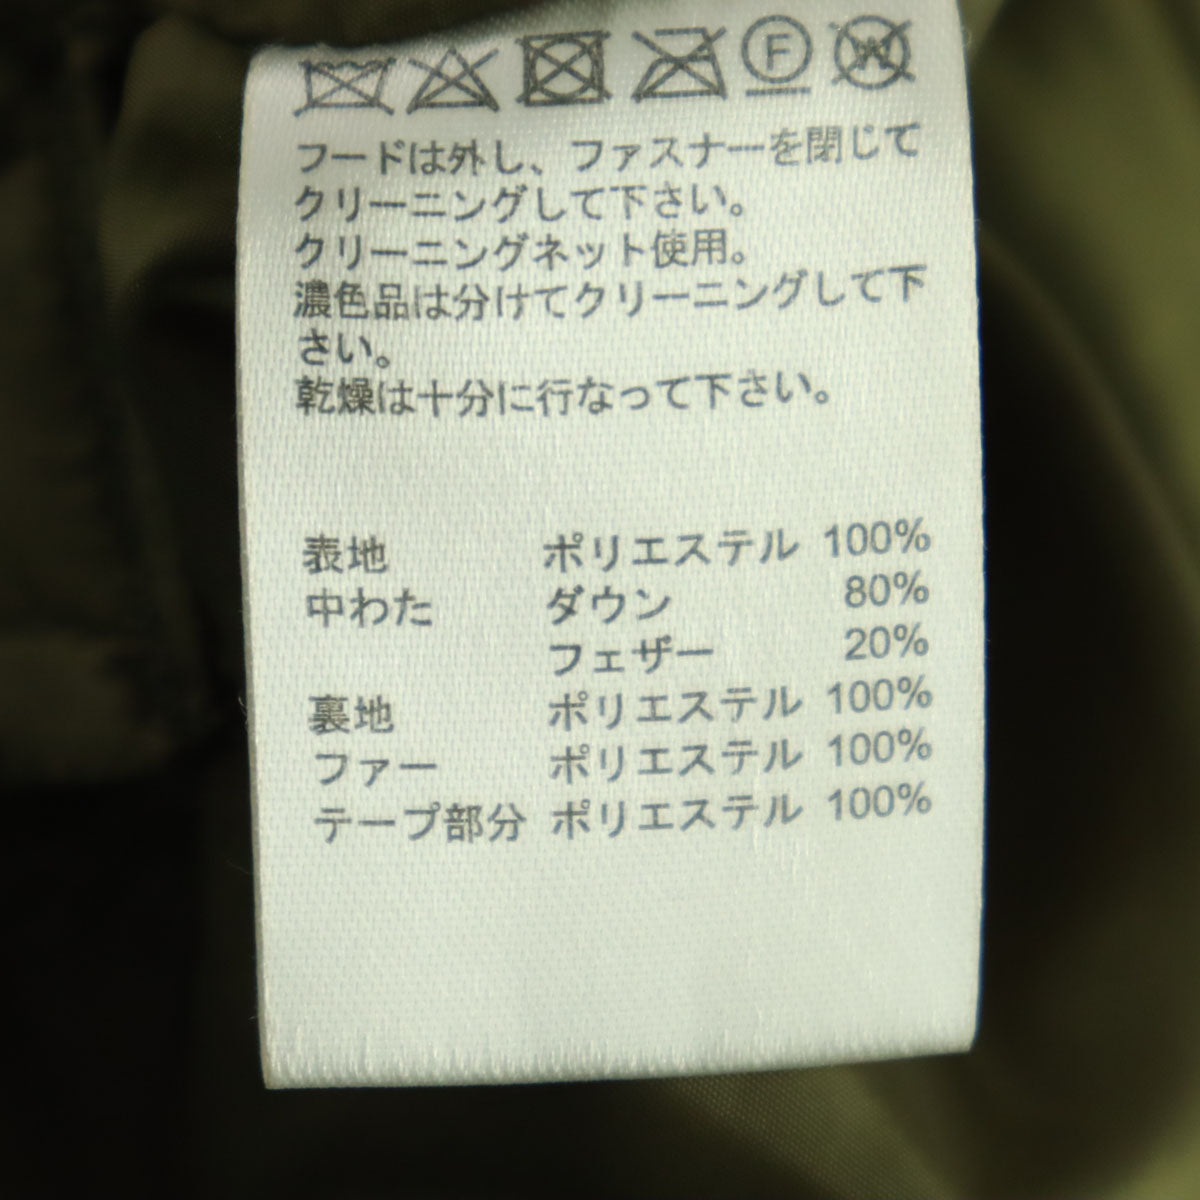 F W
フードは外し、ファスナーを閉じて
クリーニングして下さい。
クリーニングネット使用。
濃色品は分けてクリーニングして下
さい。
乾燥は十分に行なって下さい。
表地 ポリエステル 100%
中わた ダウン 80%
フェザー 20%
裏地 ポリエステル 100%
ファー ポリエステル 100%
テープ部分 ポリエステル 100%